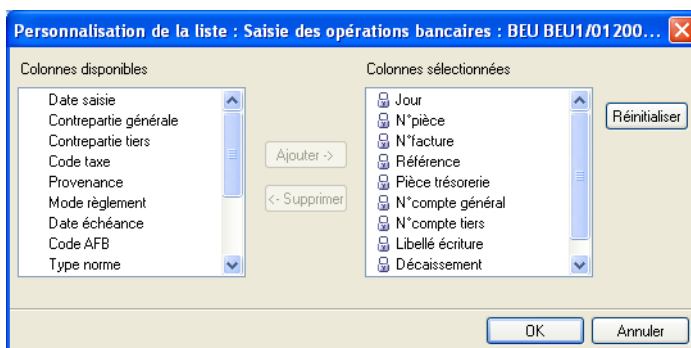 Personnalisation de la liste : Saisie des opérations bancaires : BEU BEU1/01200...
Colonnes disponibles
Colonnes sélectionnées
Date saisie
Contrepartie générale
Contrepartie tiers
Code taxe
Provenance
Mode règlement
Date échéance
Code AFB
Type norme
Ajouter ->
<- Supprimer
Jour
N°pièce
N°facture
Référence
Pièce trésorerie
N°compte général
N°compte tiers
Libellé écriture
Décaissement
Réinitialiser
OK
Annuler